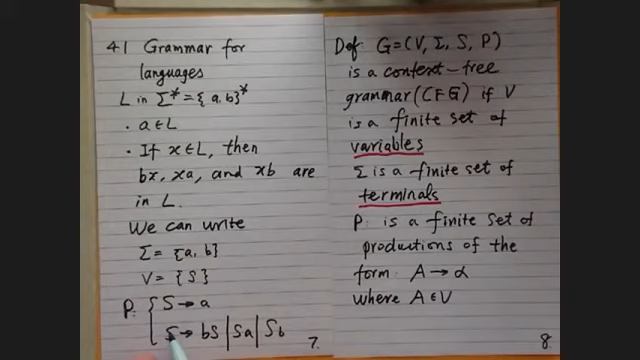 4.1 Grammar for
languages
L in Σ* = {a, b}*
· a ∈ L
· If x ∈ L, then
bx, xa, and xb are
in L.
We can write
Σ = {a, b}
V = {S}
P: { S → a
S → bS | Sa | Sb
7.
Def: G = (V, Σ, S, P)
is a context-free
grammar (CFG) if V
is a finite set of
variables
Σ is a finite set of
terminals
P: is a finite set of
productions of the
form: A → α
where A ∈ V
8